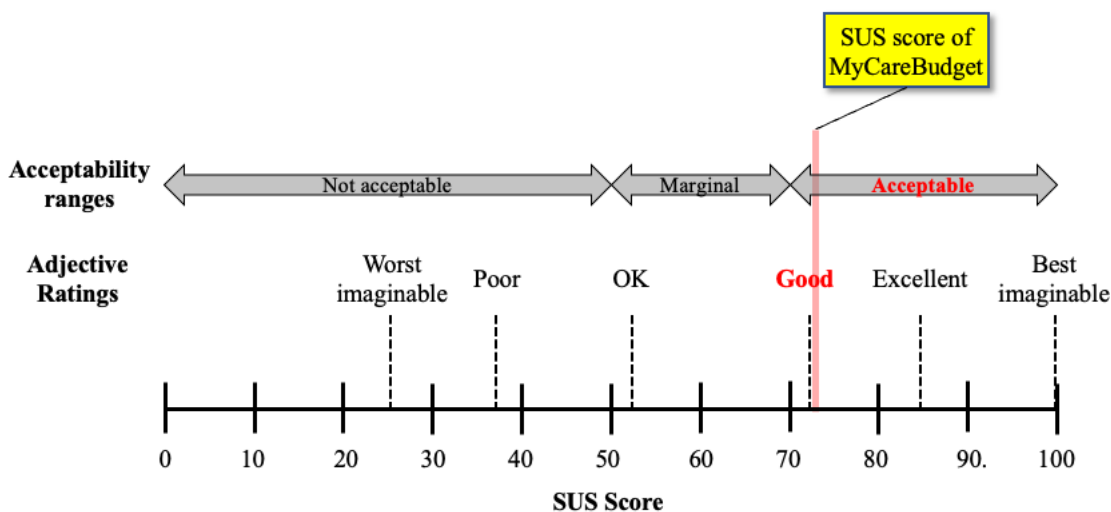 SUS score of
MyCareBudget
Acceptability
ranges
Not acceptable
Marginal
Acceptable
Adjective
Ratings
Worst
imaginable
Poor
OK
Good
Excellent
Best
imaginable
0 10 20 30 40 50 60 70 80 90. 100
SUS Score